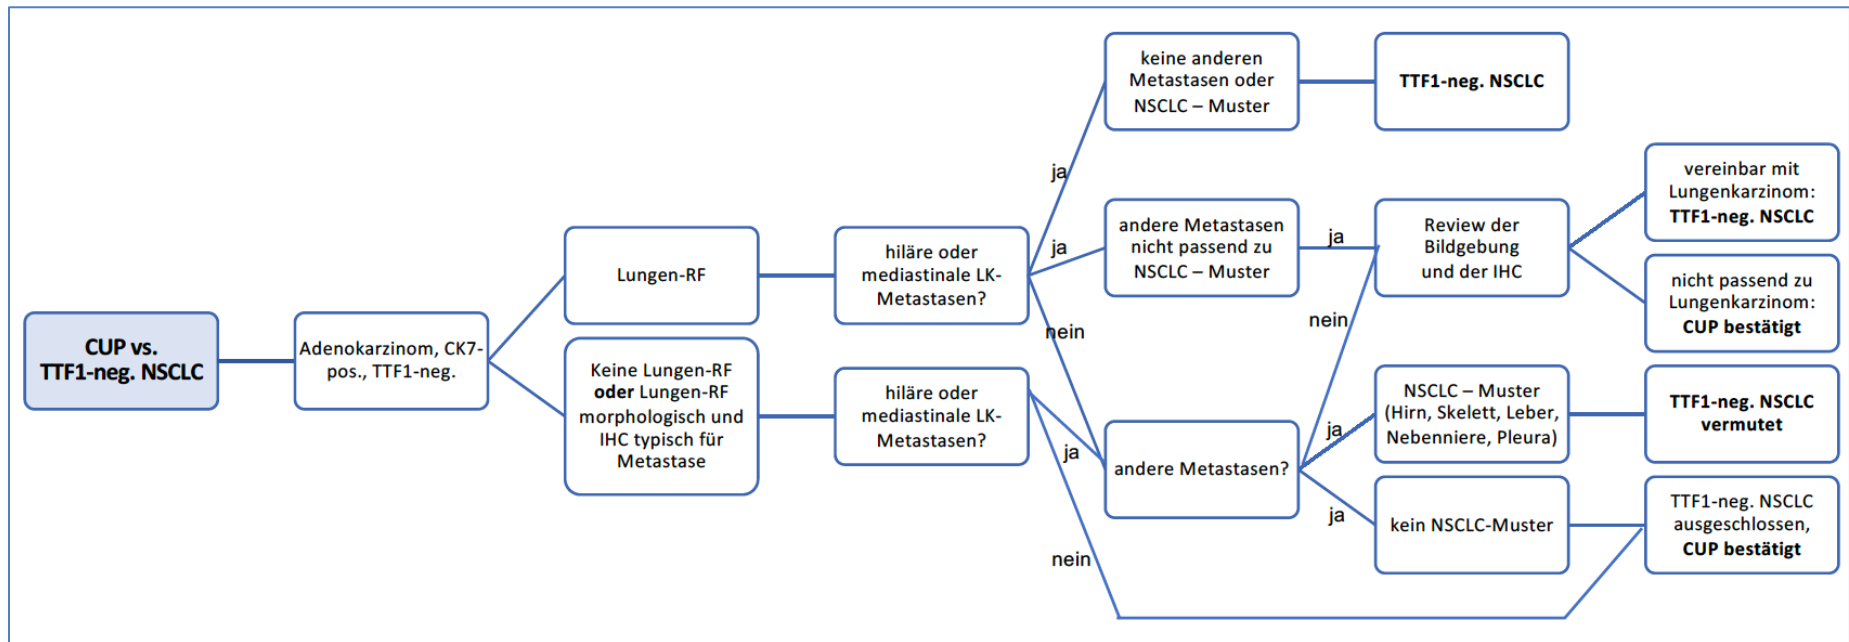 CUP vs.
TTF1-neg. NSCLC
Adenokarzinom, CK7-
pos., TTF1-neg.
Lungen-RF
Keine Lungen-RF
oder Lungen-RF
morphologisch und
IHC typisch für
Metastase
hiläre oder
mediastinale LK-
Metastasen?
hiläre oder
mediastinale LK-
Metastasen?
ja
ja
nein
ja
nein
keine anderen
Metastasen oder
NSCLC – Muster
andere Metastasen
nicht passend zu
NSCLC – Muster
andere Metastasen?
ja
nein
ja
ja
TTF1-neg. NSCLC
Review der
Bildgebung
und der IHC
NSCLC – Muster
(Hirn, Skelett, Leber,
Nebenniere, Pleura)
kein NSCLC-Muster
vereinbar mit
Lungenkarzinom:
TTF1-neg. NSCLC
nicht passend zu
Lungenkarzinom:
CUP bestätigt
TTF1-neg. NSCLC
vermutet
TTF1-neg. NSCLC
ausgeschlossen,
CUP bestätigt